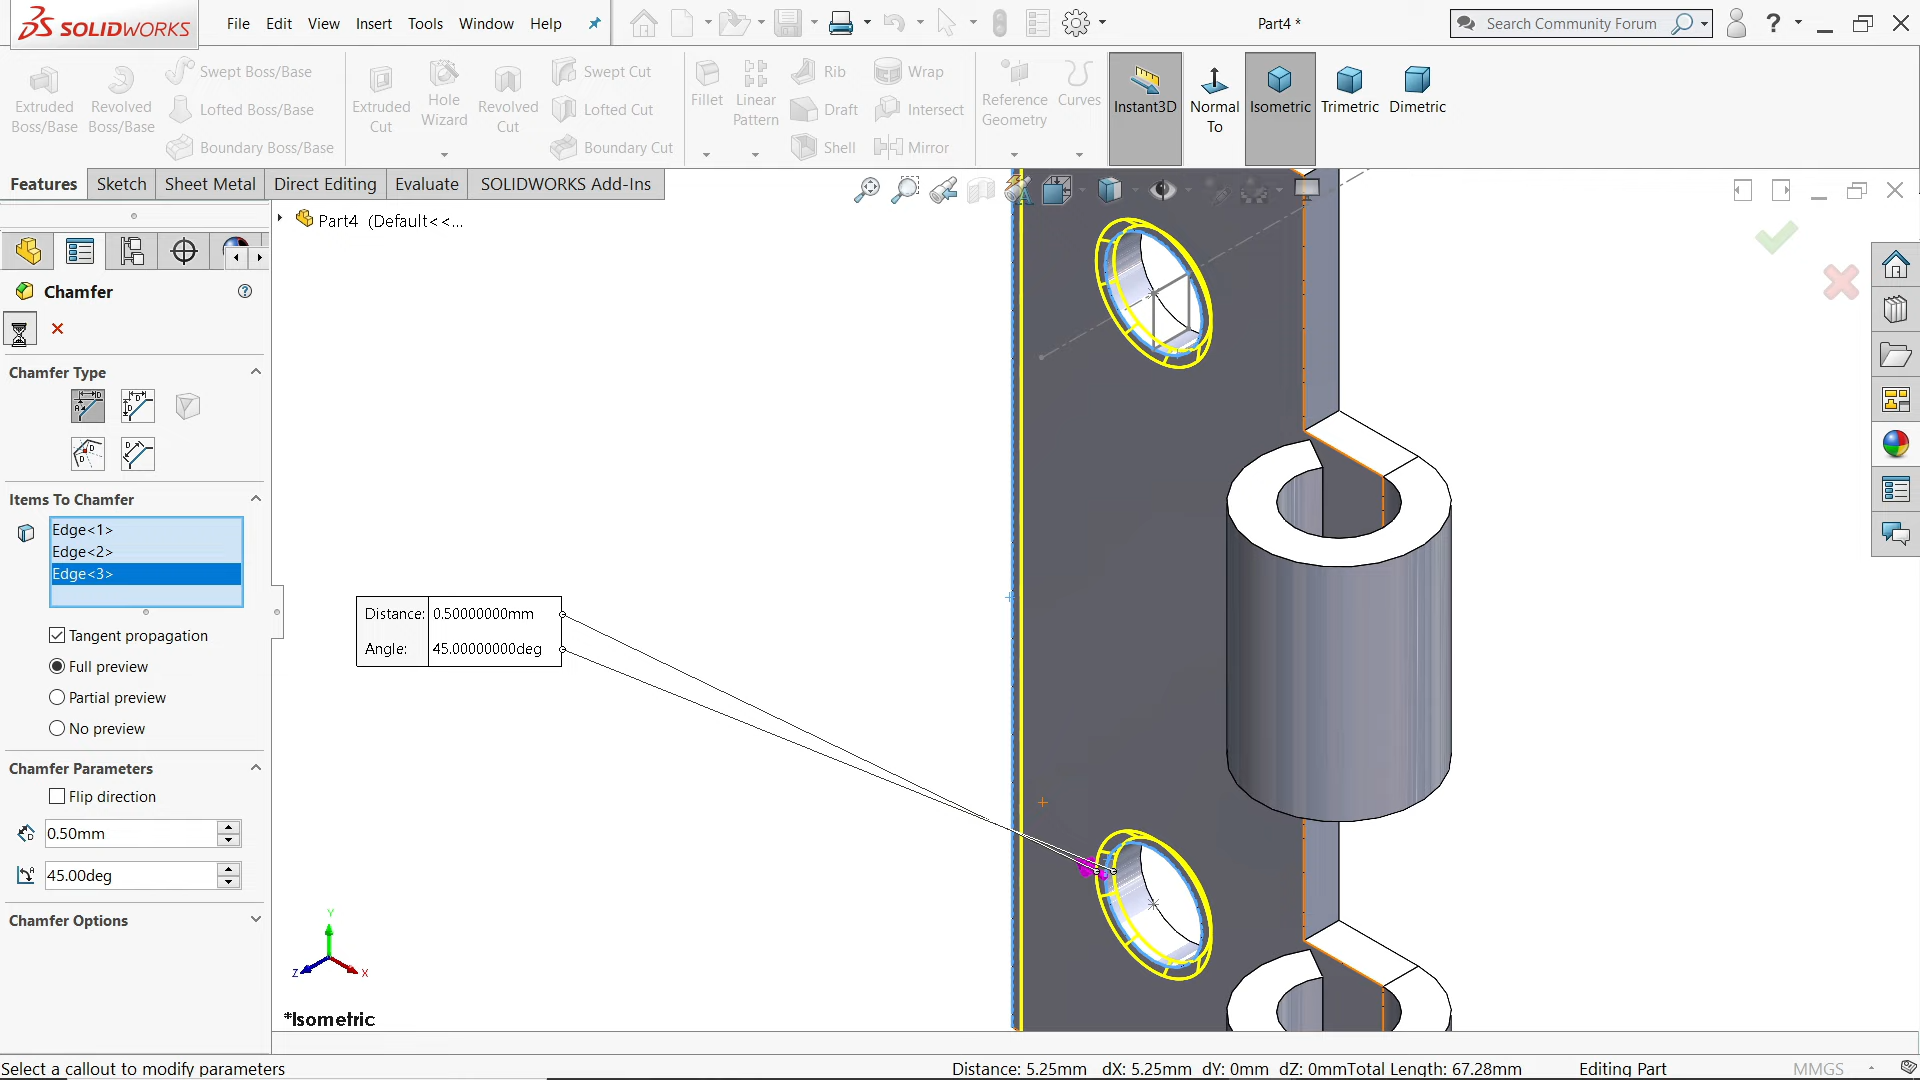 SOLIDWORKS File Edit View Insert Tools Window Help Part4 * Search Community Forum ?
Extruded Boss/Base
Revolved Boss/Base
Swept Boss/Base
Lofted Boss/Base
Boundary Boss/Base
Extruded Cut
Hole Wizard
Revolved Cut
Swept Cut
Lofted Cut
Boundary Cut
Fillet
Linear Pattern
Rib
Draft
Shell
Wrap
Intersect
Mirror
Reference Geometry
Curves
Instant3D
Normal To
Isometric
Trimetric
Dimetric
Features Sketch Sheet Metal Direct Editing Evaluate SOLIDWORKS Add-Ins
Part4 (Default<<...
Chamfer
Chamfer Type
Items To Chamfer
Edge<1>
Edge<2>
Edge<3>
Tangent propagation
Full preview
Partial preview
No preview
Chamfer Parameters
Flip direction
0.50mm
45.00deg
Chamfer Options
Distance: 0.50000000mm
Angle: 45.00000000deg
Y
Z X
*Isometric
Select a callout to modify parameters Distance: 5.25mm dX: 5.25mm dY: 0mm dZ: 0mmTotal Length: 67.28mm Editing Part MMGS